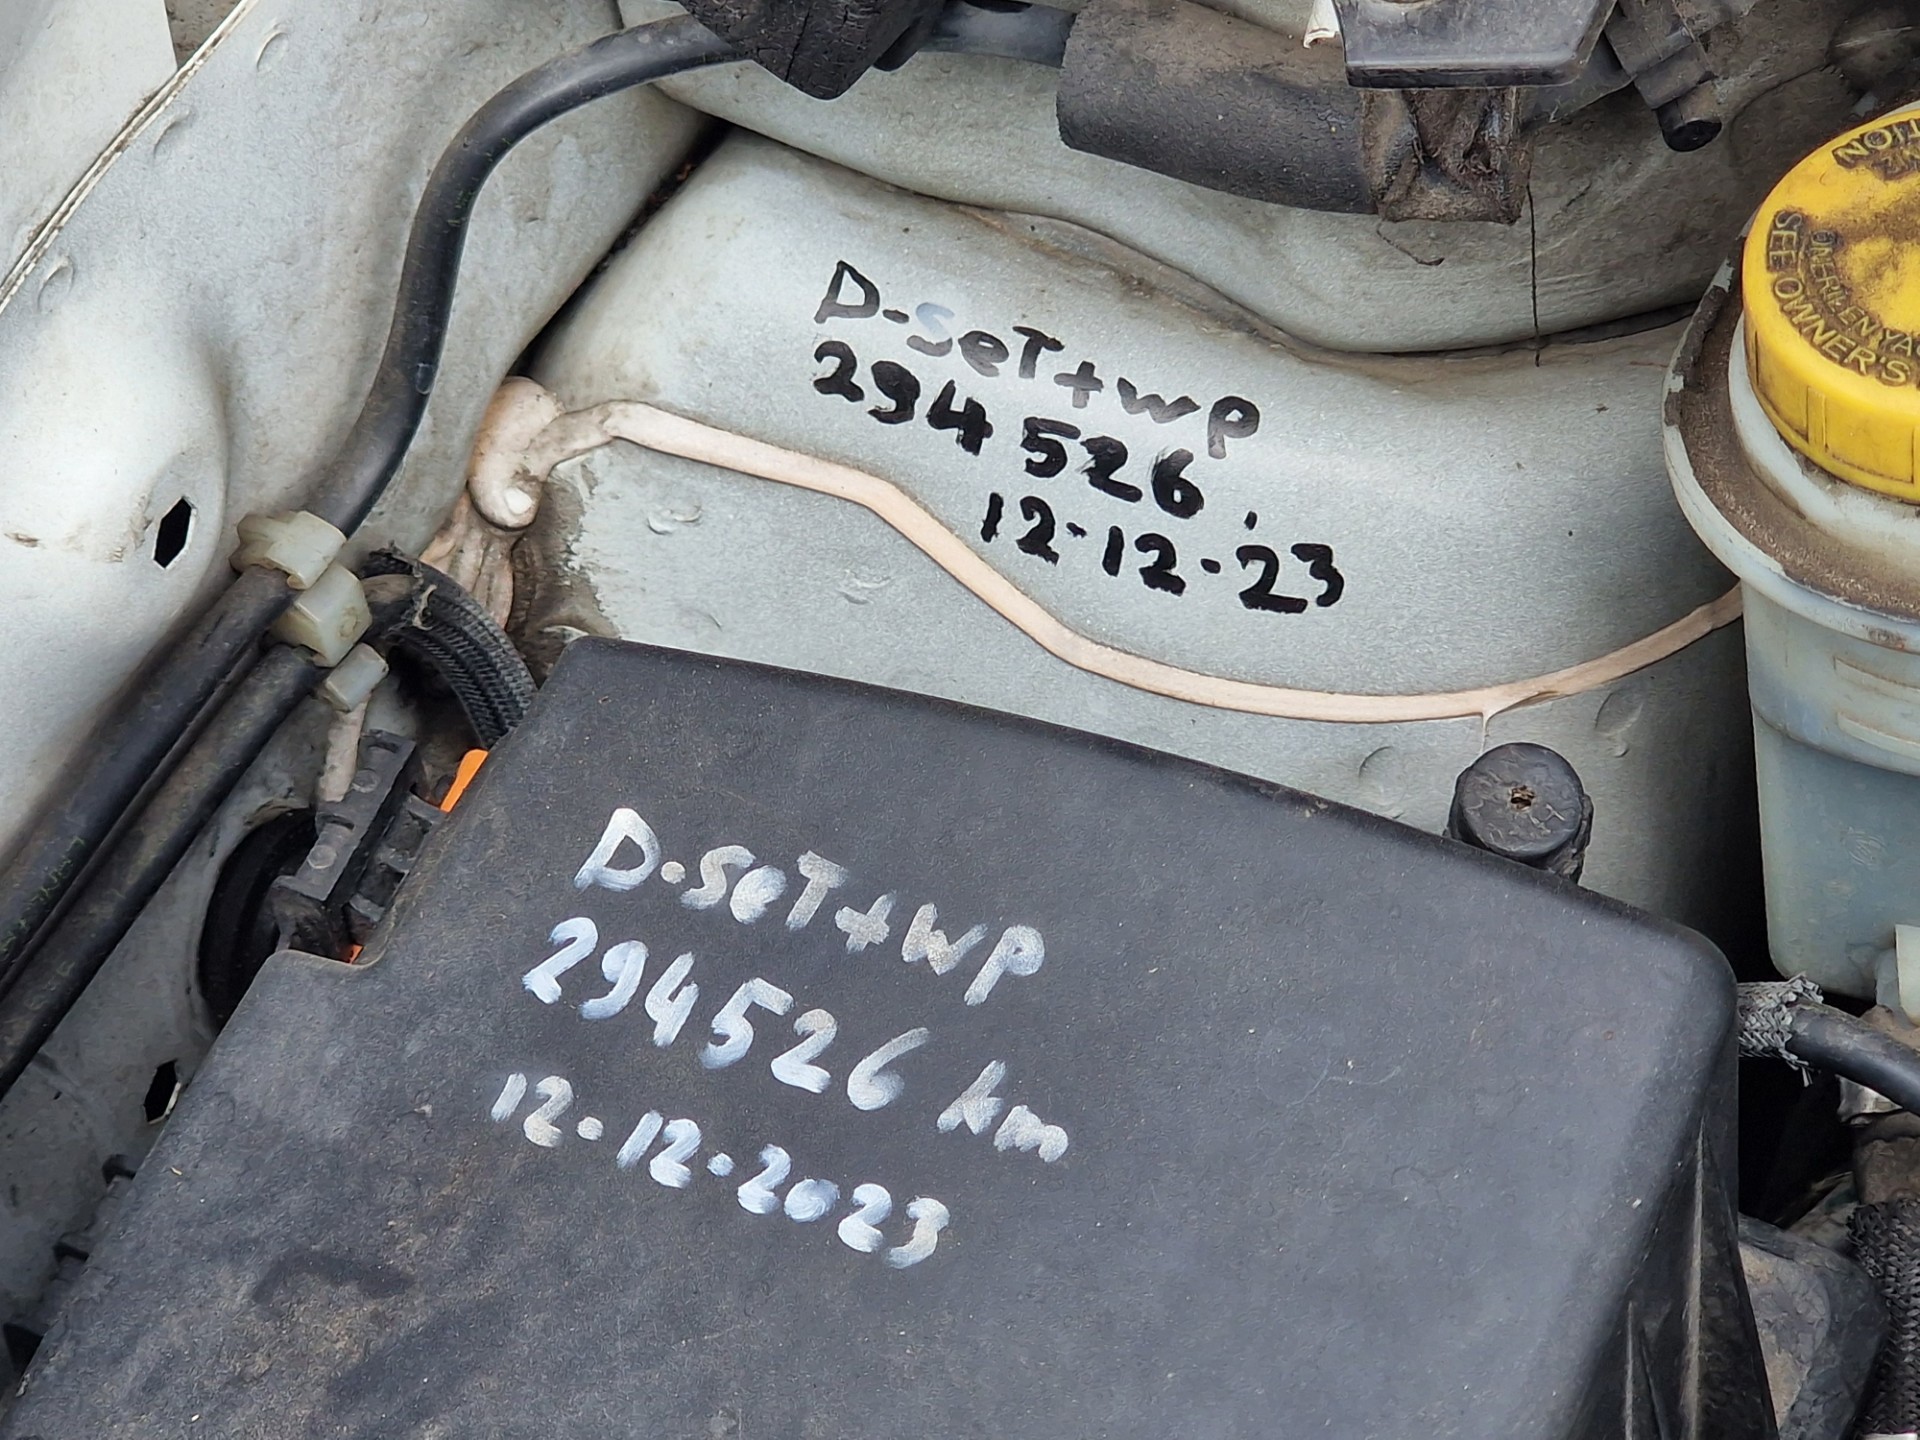 D-SeT+WP
294 526.
12-12-23
SEE OWNER'S
D.SeT+WP
294526 km
12.12.2023